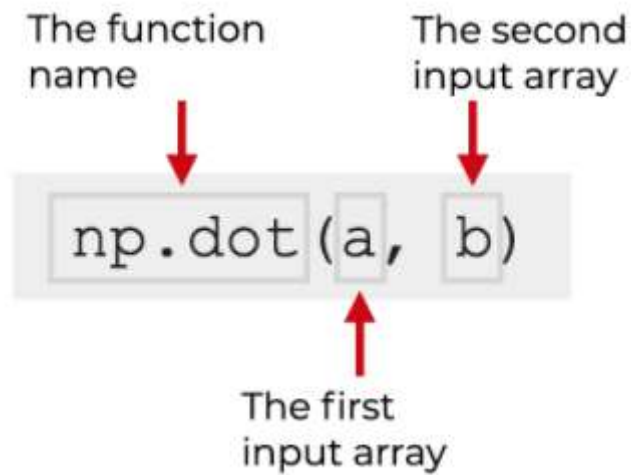 The function
name
The second
input array
np.dot(a, b)
The first
input array